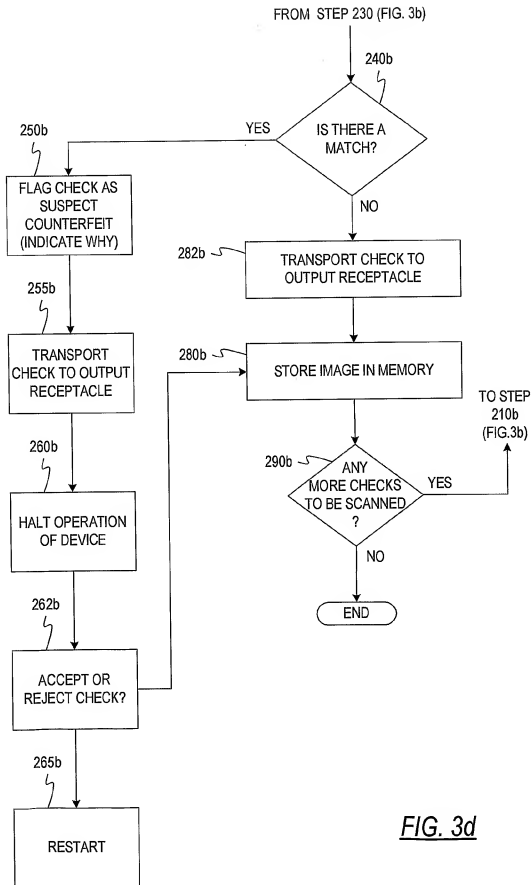 FROM STEP 230 (FIG. 3b)
240b
IS THERE A
MATCH?
YES
NO
250b
FLAG CHECK AS
SUSPECT
COUNTERFEIT
(INDICATE WHY)
255b
TRANSPORT
CHECK TO OUTPUT
RECEPTACLE
260b
HALT OPERATION
OF DEVICE
262b
ACCEPT OR
REJECT CHECK?
265b
RESTART
282b
TRANSPORT CHECK TO
OUTPUT RECEPTACLE
280b
STORE IMAGE IN MEMORY
290b
ANY
MORE CHECKS
TO BE SCANNED
?
YES
TO STEP
210b
(FIG.3b)
NO
END
FIG. 3d